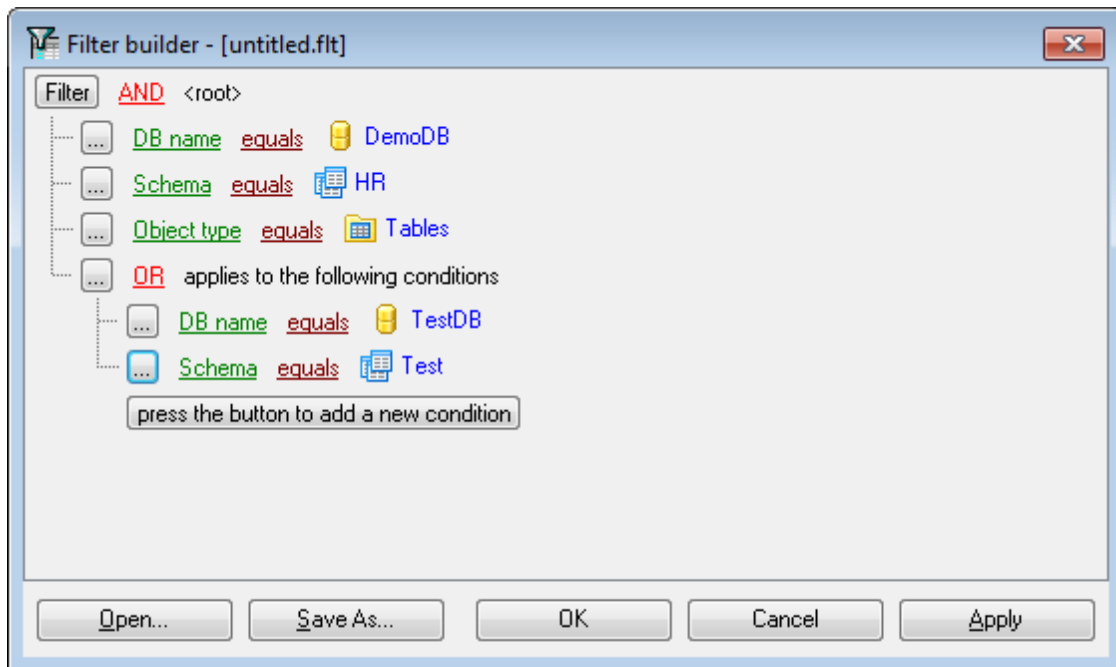 Filter builder - [untitled.flt]
Filter AND <root>
... DB name equals DemoDB
... Schema equals HR
... Object type equals Tables
... OR applies to the following conditions
... DB name equals TestDB
... Schema equals Test
press the button to add a new condition
Open... Save As... OK Cancel Apply